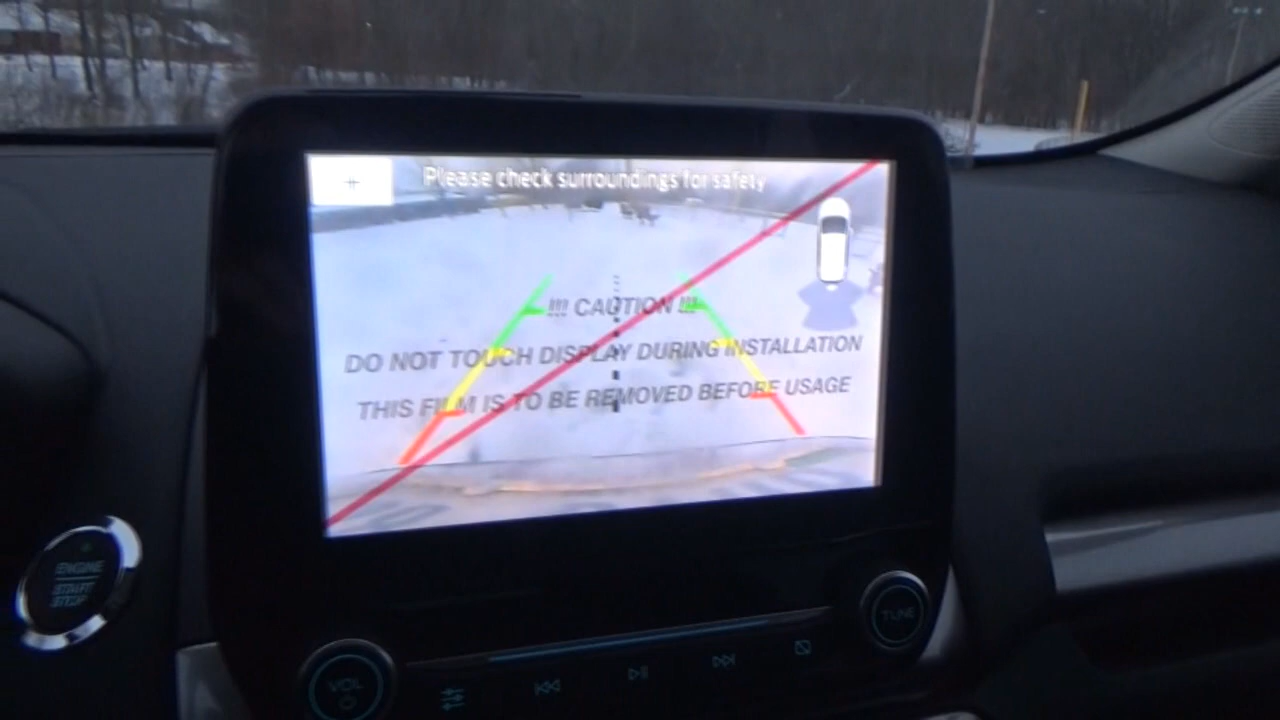 Please check surroundings for safety
!!! CAUTION !!!
DO NOT TOUCH DISPLAY DURING INSTALLATION
THIS FILM IS TO BE REMOVED BEFORE USAGE
ENGINE
START
STOP
TUNE
VOL